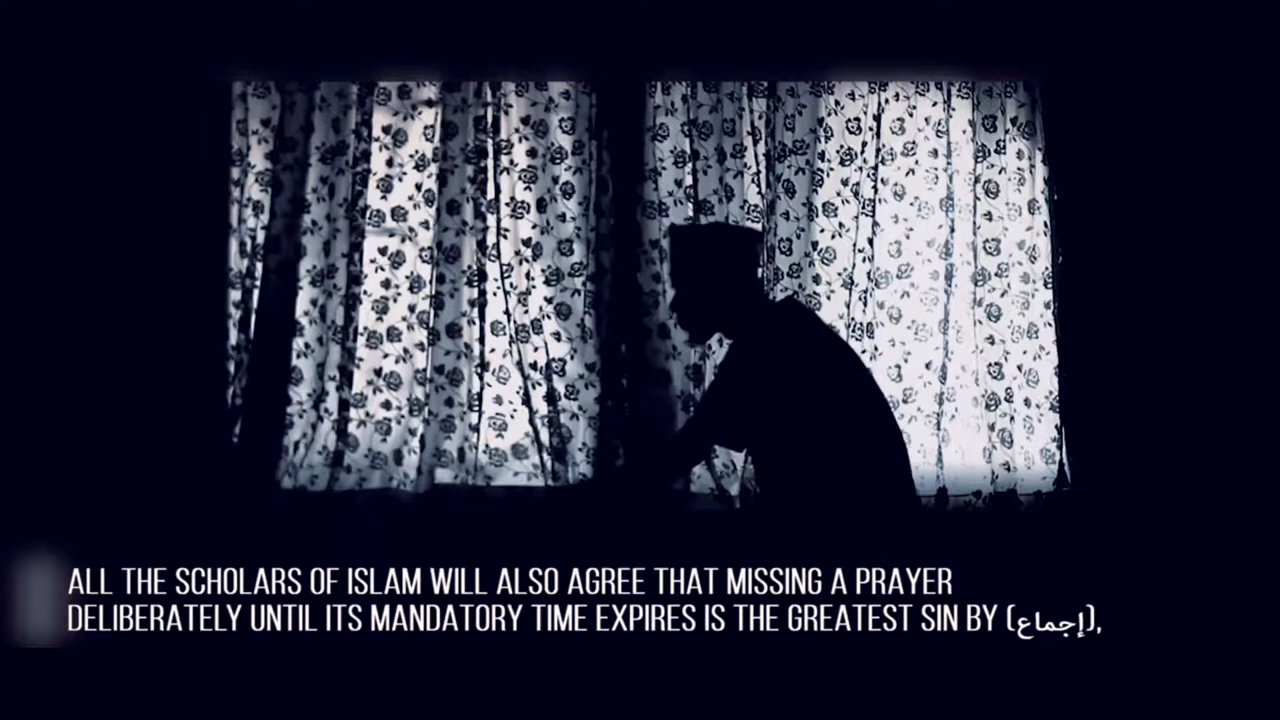 ALL THE SCHOLARS OF ISLAM WILL ALSO AGREE THAT MISSING A PRAYER
DELIBERATELY UNTIL ITS MANDATORY TIME EXPIRES IS THE GREATEST SIN BY (إجماع),